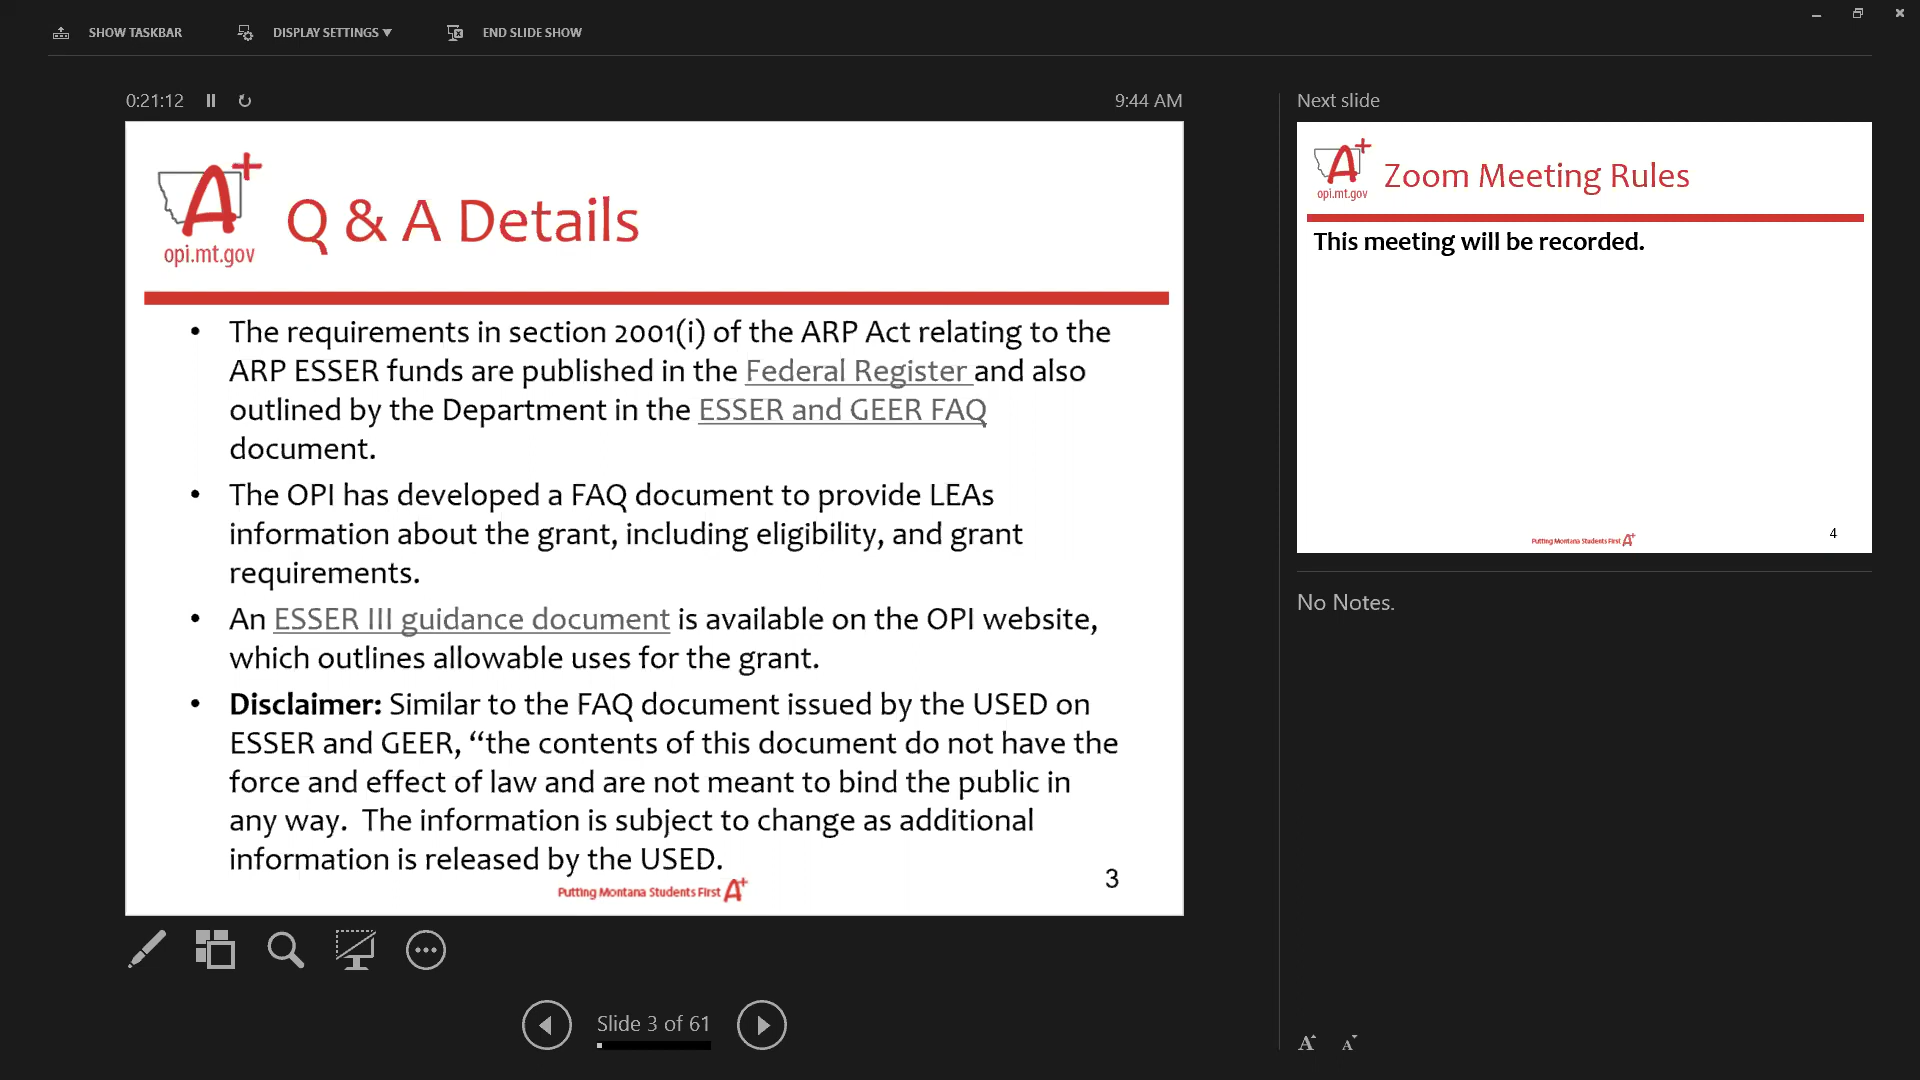 SHOW TASKBAR
DISPLAY SETTINGS ▼
END SLIDE SHOW
0:21:12
9:44 AM
A+
opi.mt.gov
Q & A Details
• The requirements in section 2001(i) of the ARP Act relating to the
ARP ESSER funds are published in the Federal Register and also
outlined by the Department in the ESSER and GEER FAQ
document.
• The OPI has developed a FAQ document to provide LEAs
information about the grant, including eligibility, and grant
requirements.
• An ESSER III guidance document is available on the OPI website,
which outlines allowable uses for the grant.
• Disclaimer: Similar to the FAQ document issued by the USED on
ESSER and GEER, “the contents of this document do not have the
force and effect of law and are not meant to bind the public in
any way.  The information is subject to change as additional
information is released by the USED.
Putting Montana Students First A+
3
Slide 3 of 61
Next slide
A+
opi.mt.gov
Zoom Meeting Rules
This meeting will be recorded.
Putting Montana Students First A+
4
No Notes.
A A